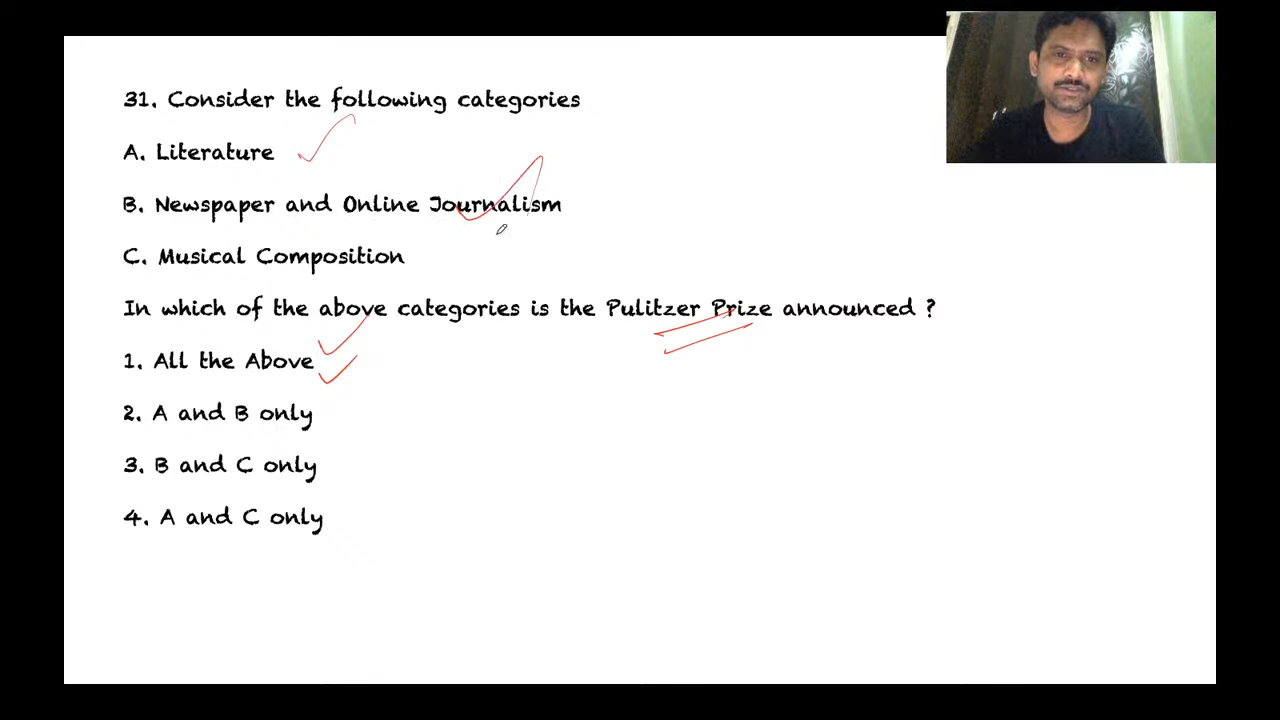 31. Consider the following categories
A. Literature
B. Newspaper and Online Journalism
C. Musical Composition
In which of the above categories is the Pulitzer Prize announced ?
1. All the Above
2. A and B only
3. B and C only
4. A and C only